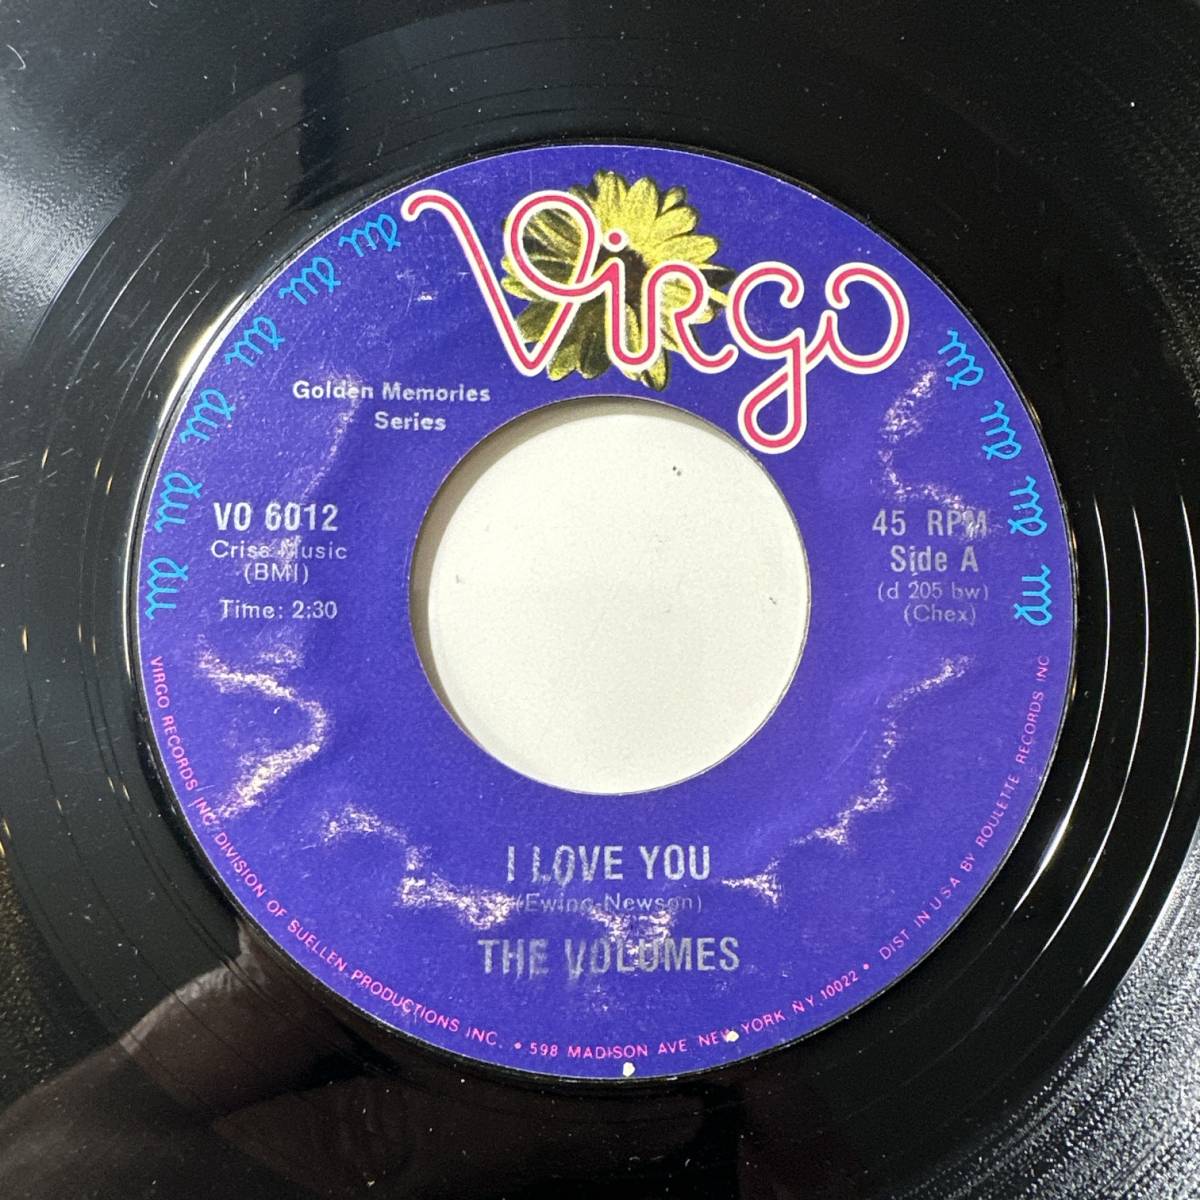 Virgo
Golden Memories
Series
VO 6012
Criss Music
(BMI)
Time: 2:30
45 RPM
Side A
(d 205 bw)
(Chex)
I LOVE YOU
(Ewing-Newson)
THE VOLUMES
VIRGO RECORDS INC. DIVISION OF SUELLEN PRODUCTIONS INC. • 598 MADISON AVE NEW YORK N Y 10022 • DIST IN U S A BY ROULETTE RECORDS INC